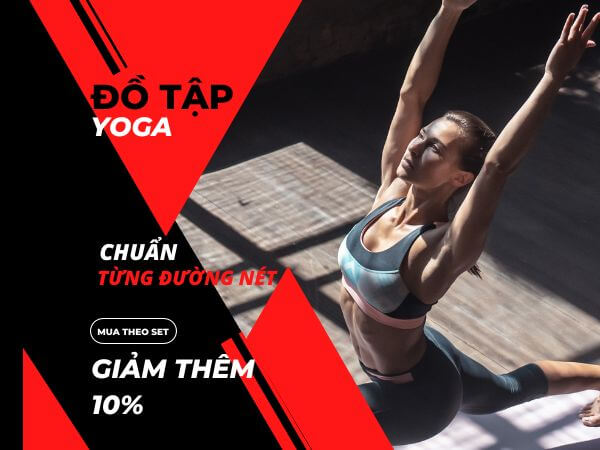 ĐỒ TẬP
YOGA
CHUẨN
TỪNG ĐƯỜNG NÉT
MUA THEO SET
GIẢM THÊM
10%